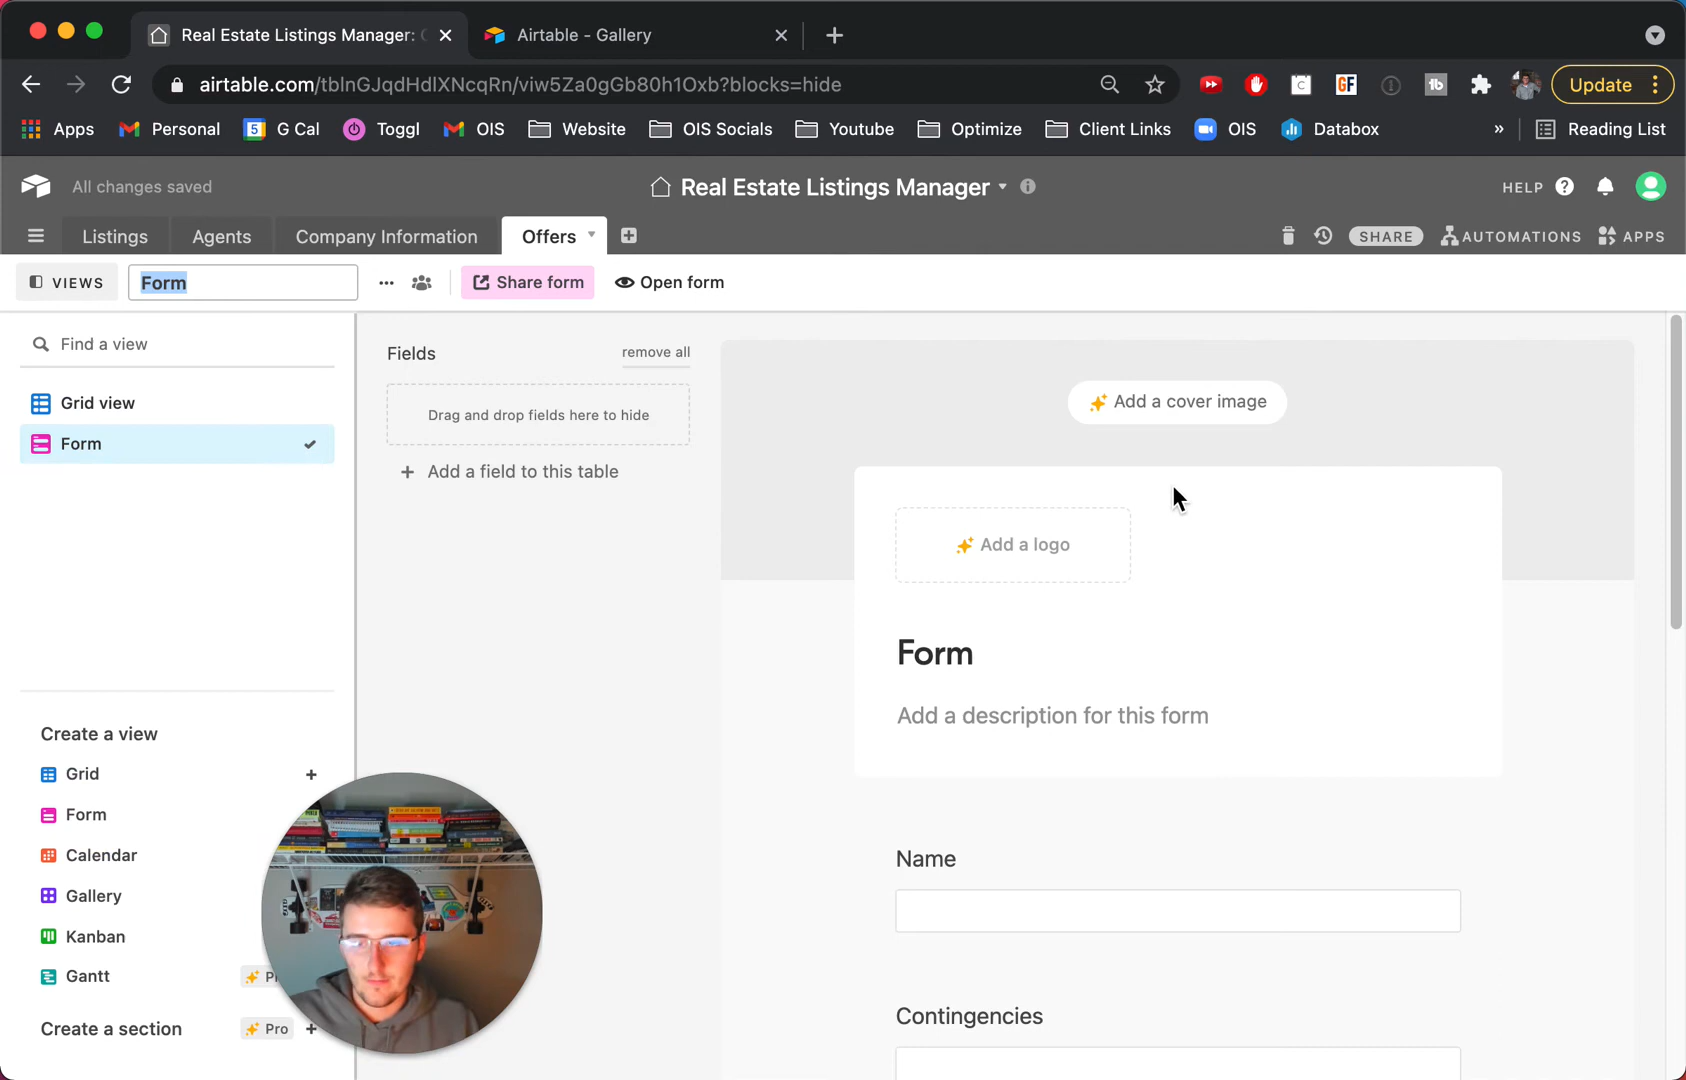 Real Estate Listings Manager:
Airtable - Gallery
airtable.com/tblnGJqdHdlXNcqRn/viw5Za0gGb80h1Oxb?blocks=hide
Update
Apps
Personal
5
G Cal
Toggl
OIS
Website
OIS Socials
Youtube
Optimize
Client Links
OIS
Databox
»
Reading List
All changes saved
Real Estate Listings Manager
HELP
Listings
Agents
Company Information
Offers
SHARE
AUTOMATIONS
APPS
VIEWS
Form
Share form
Open form
Find a view
Grid view
Form
Fields
remove all
Drag and drop fields here to hide
+ Add a field to this table
Add a cover image
Add a logo
Form
Add a description for this form
Name
Contingencies
Create a view
Grid +
Form
Calendar
Gallery
Kanban
Gantt
Create a section Pro +